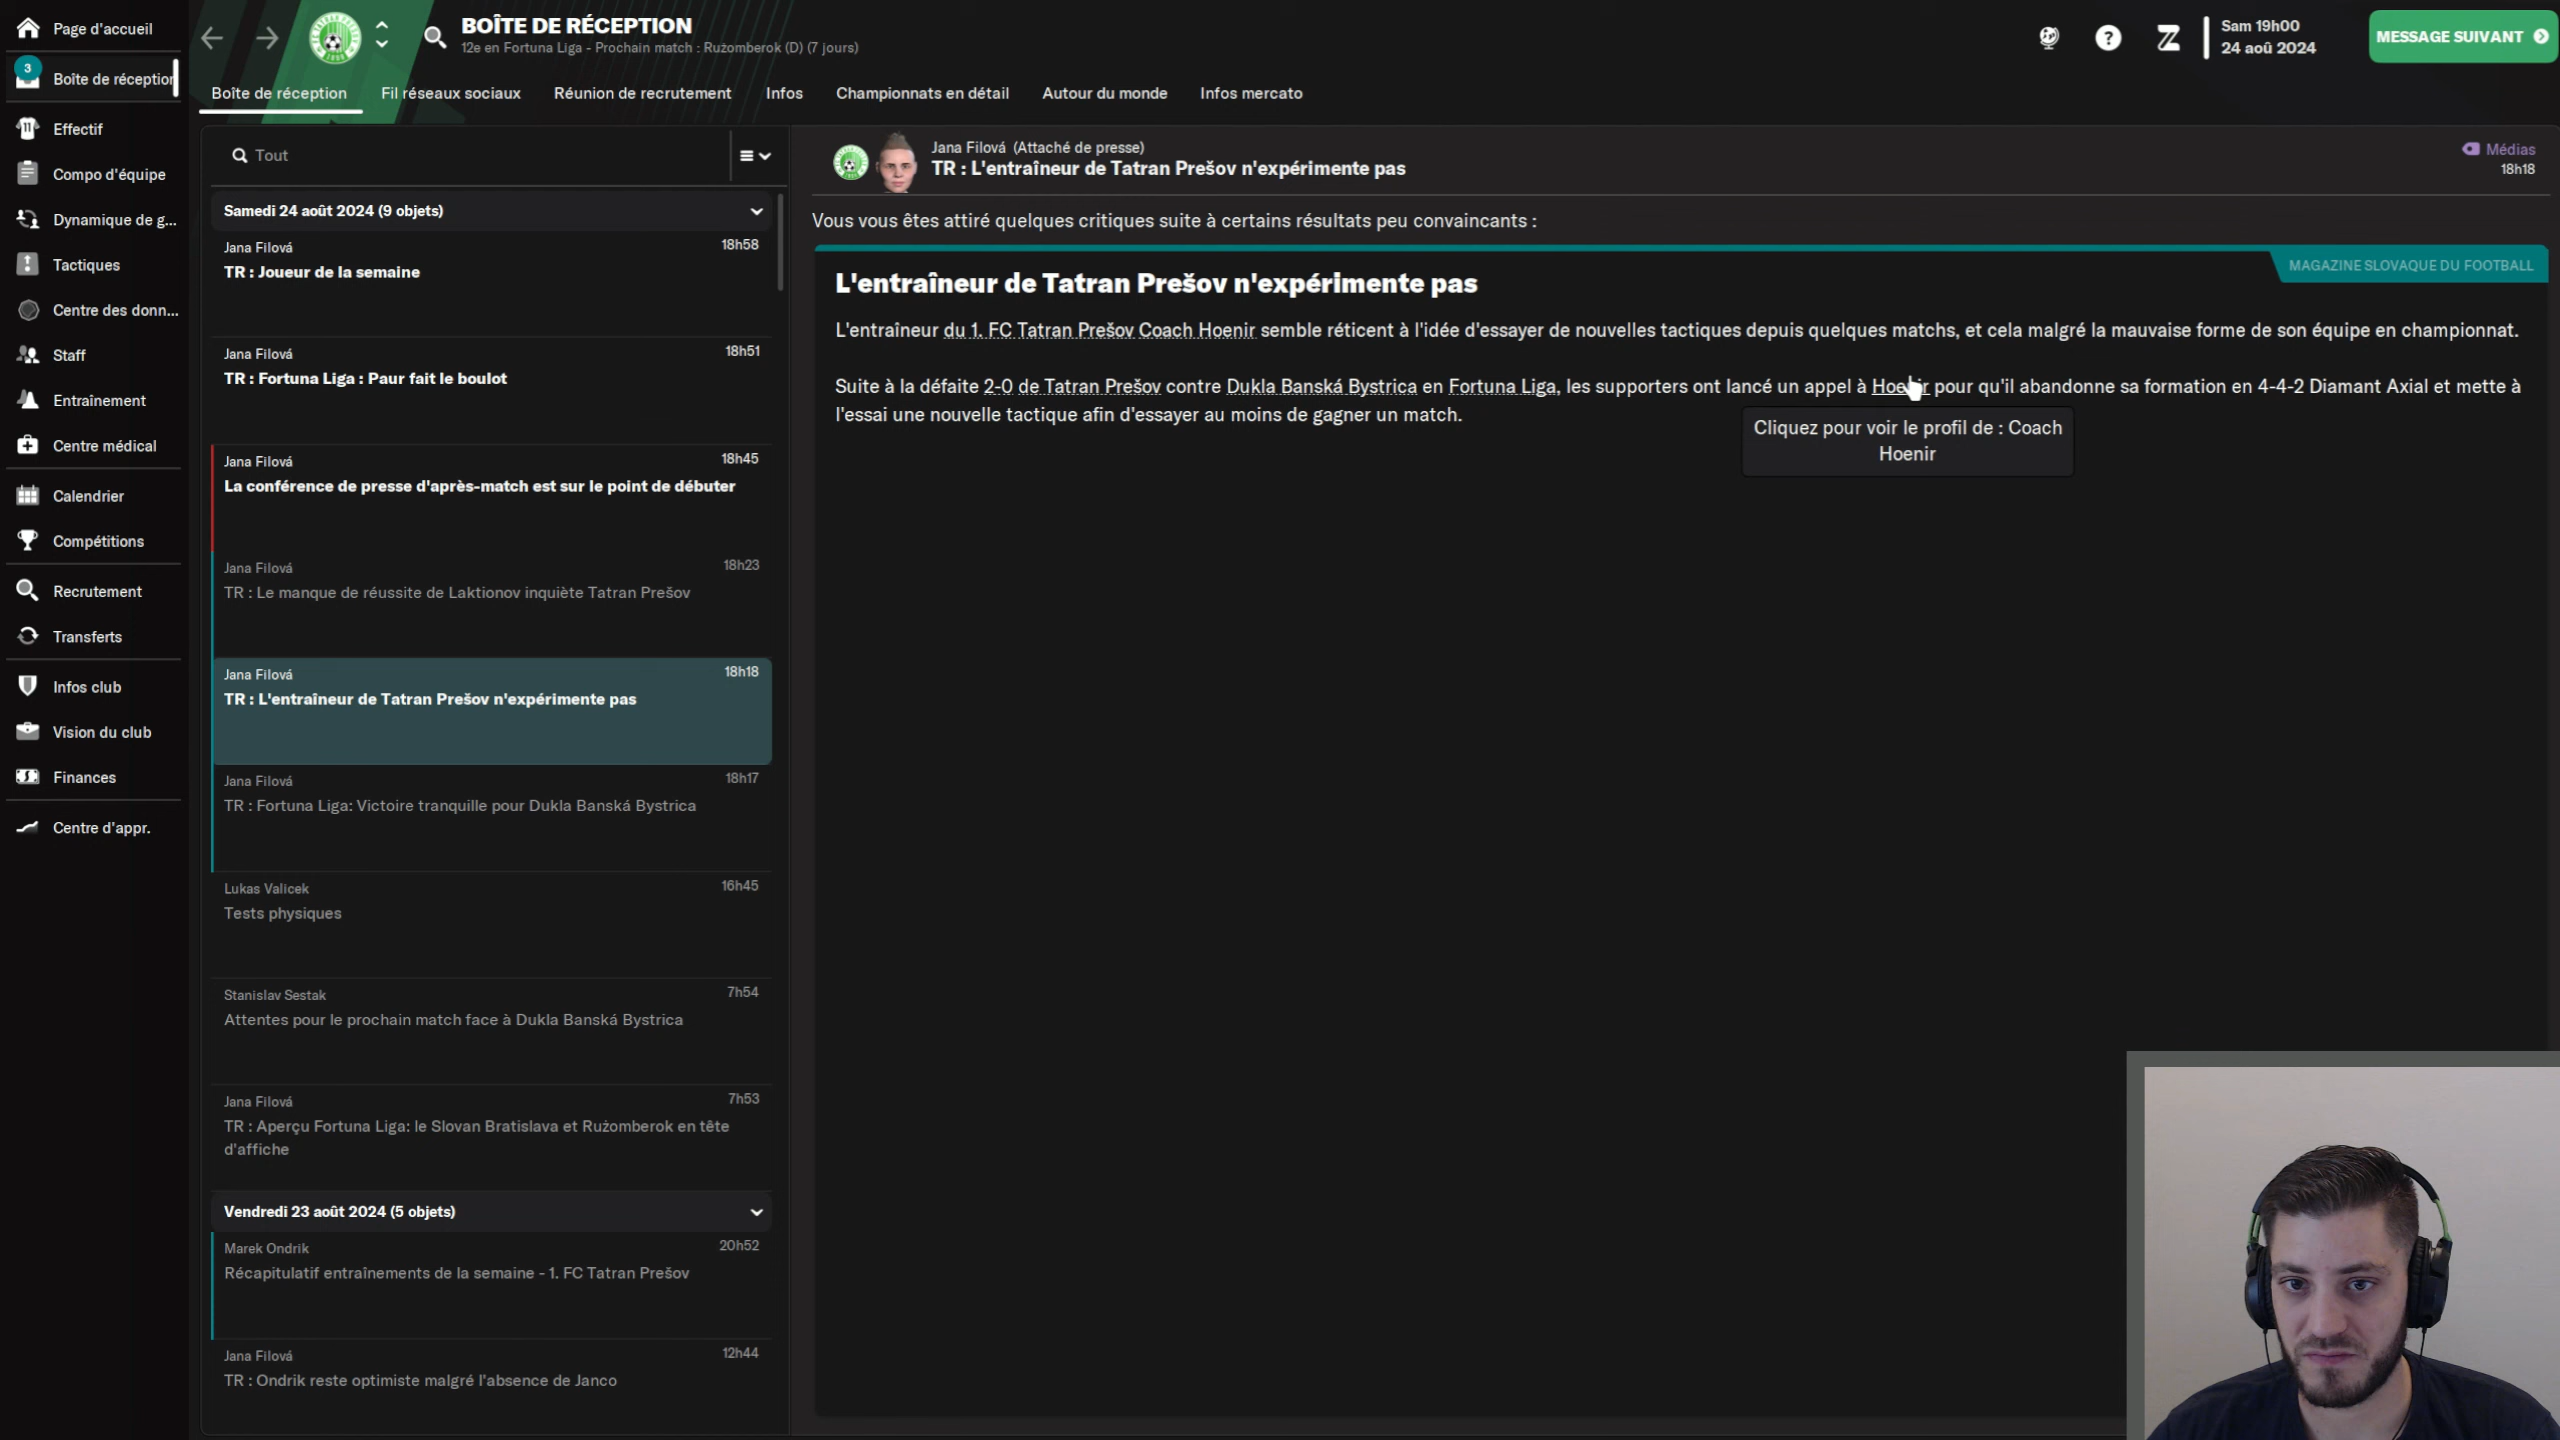 Page d'accueil
3
Boîte de réception
Effectif
Compo d'équipe
Dynamique de g...
Tactiques
Centre des donn...
Staff
Entraînement
Centre médical
Calendrier
Compétitions
Recrutement
Transferts
Infos club
Vision du club
Finances
Centre d'appr.
BOÎTE DE RÉCEPTION
12e en Fortuna Liga - Prochain match : Ružomberok (D) (7 jours)
Sam 19h00
24 aoû 2024
MESSAGE SUIVANT
Boîte de réception Fil réseaux sociaux Réunion de recrutement Infos Championnats en détail Autour du monde Infos mercato
Tout
Samedi 24 août 2024 (9 objets)
Jana Filová 18h58
TR : Joueur de la semaine
Jana Filová 18h51
TR : Fortuna Liga : Paur fait le boulot
Jana Filová 18h45
La conférence de presse d'après-match est sur le point de débuter
Jana Filová 18h23
TR : Le manque de réussite de Laktionov inquiète Tatran Prešov
Jana Filová 18h18
TR : L'entraîneur de Tatran Prešov n'expérimente pas
Jana Filová 18h17
TR : Fortuna Liga: Victoire tranquille pour Dukla Banská Bystrica
Lukas Valicek 16h45
Tests physiques
Stanislav Sestak 7h54
Attentes pour le prochain match face à Dukla Banská Bystrica
Jana Filová 7h53
TR : Aperçu Fortuna Liga: le Slovan Bratislava et Ružomberok en tête
d'affiche
Vendredi 23 août 2024 (5 objets)
Marek Ondrik 20h52
Récapitulatif entraînements de la semaine - 1. FC Tatran Prešov
Jana Filová 12h44
TR : Ondrik reste optimiste malgré l'absence de Janco
Jana Filová (Attaché de presse)
TR : L'entraîneur de Tatran Prešov n'expérimente pas
Médias
18h18
Vous vous êtes attiré quelques critiques suite à certains résultats peu convaincants :
MAGAZINE SLOVAQUE DU FOOTBALL
L'entraîneur de Tatran Prešov n'expérimente pas
L'entraîneur du 1. FC Tatran Prešov Coach Hoenir semble réticent à l'idée d'essayer de nouvelles tactiques depuis quelques matchs, et cela malgré la mauvaise forme de son équipe en championnat.
Suite à la défaite 2-0 de Tatran Prešov contre Dukla Banská Bystrica en Fortuna Liga, les supporters ont lancé un appel à Hoenir pour qu'il abandonne sa formation en 4-4-2 Diamant Axial et mette à
l'essai une nouvelle tactique afin d'essayer au moins de gagner un match.
Cliquez pour voir le profil de : Coach
Hoenir